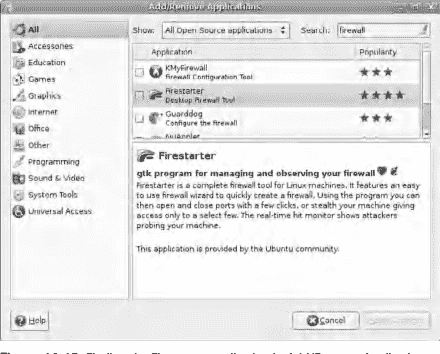 Add/Remove Applications
All
Accessories
Education
Games
Graphics
Internet
Office
Other
Programming
Sound & Video
System Tools
Universal Access
Show: All Open Source applications Search: firewall
Application Popularity
KMyFirewall
Firewall Configuration Tool
Firestarter
Desktop Firewall Tool
Guarddog
Configure the firewall
Firestarter
gtk program for managing and observing your firewall
Firestarter is a complete firewall tool for Linux machines. It features an easy
to use firewall wizard to quickly create a firewall. Using the program you can
then open and close ports with a few clicks, or stealth your machine giving
access only to a select few. The real-time hit monitor shows attackers
probing your machine.
This application is provided by the Ubuntu community.
Help Cancel